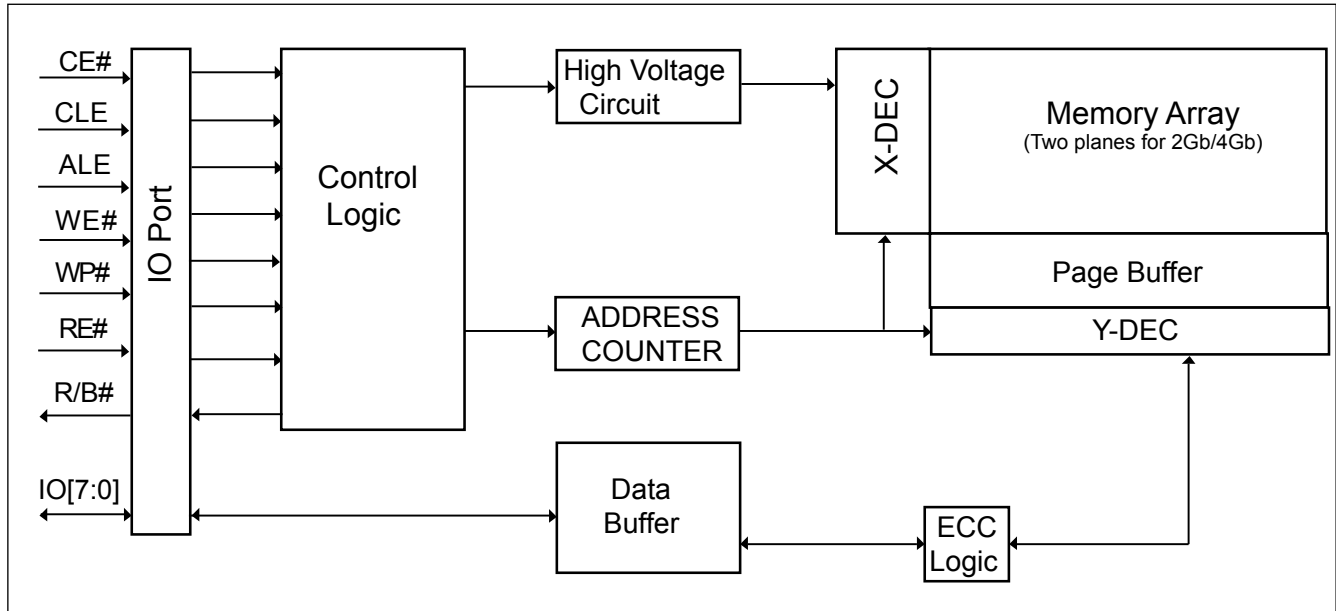 CE#
CLE
ALE
WE#
WP#
RE#
R/B#
IO[7:0]
IO Port
Control
Logic
High Voltage
Circuit
ADDRESS
COUNTER
Data
Buffer
ECC
Logic
X-DEC
Memory Array
(Two planes for 2Gb/4Gb)
Page Buffer
Y-DEC